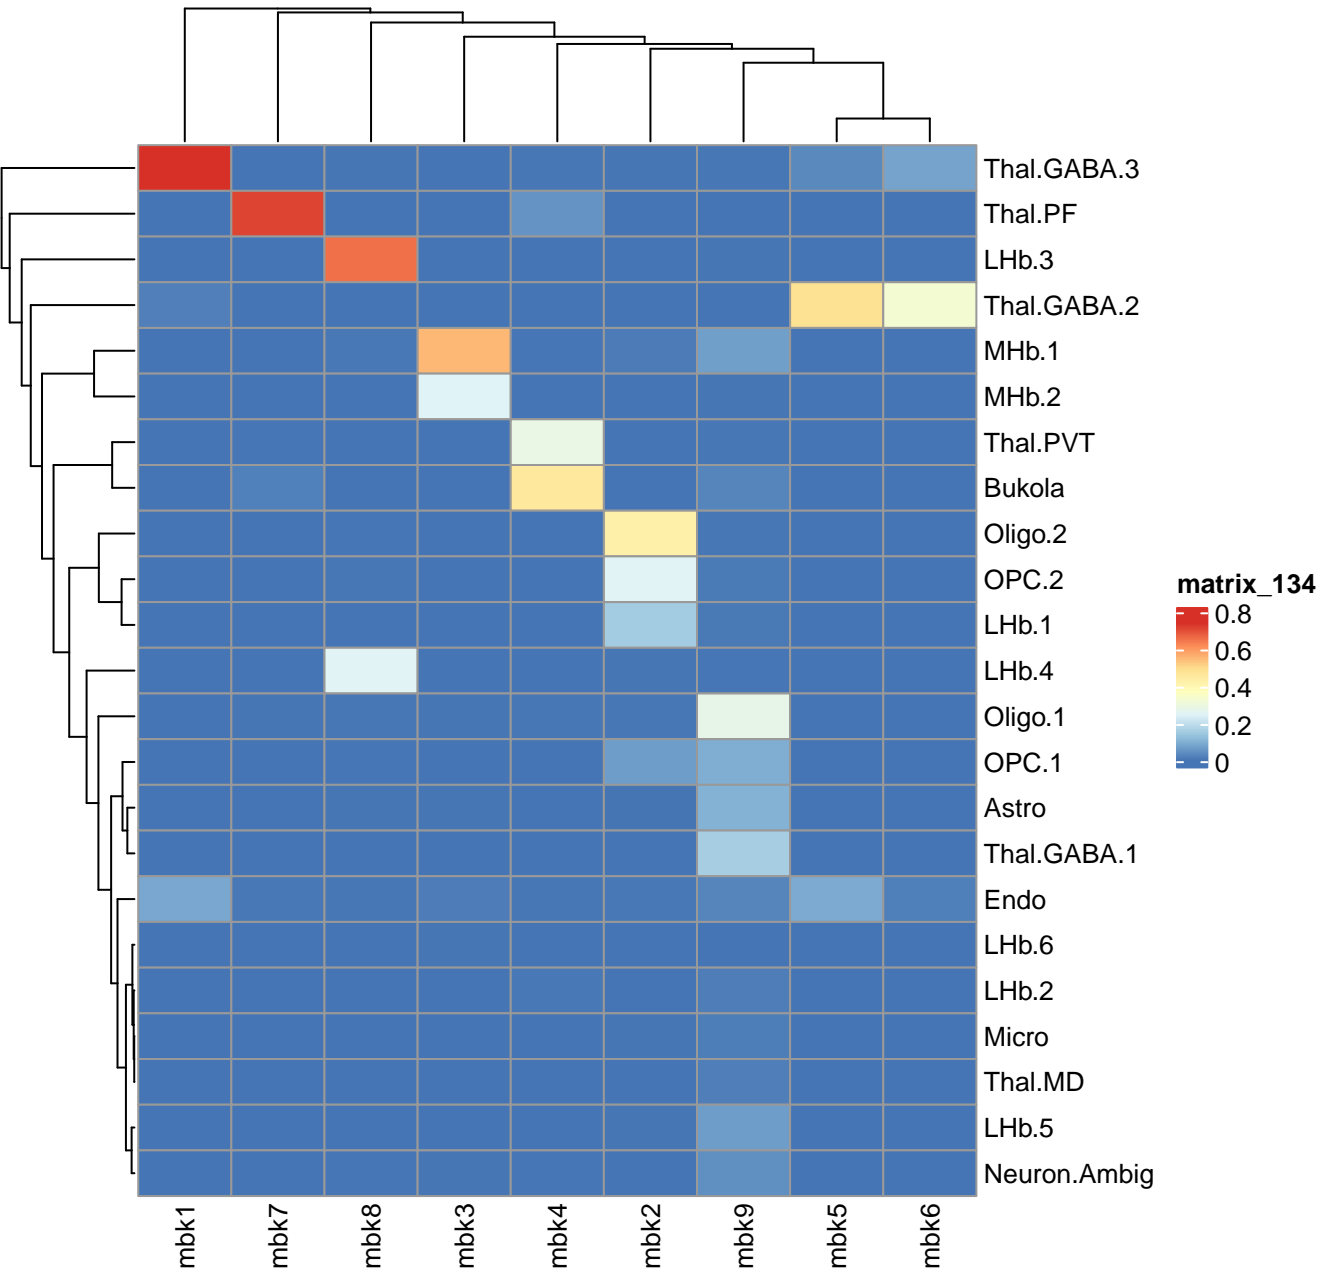 Thal.GABA.3
Thal.PF
LHb.3
Thal.GABA.2
MHb.1
MHb.2
Thal.PVT
Bukola
Oligo.2
OPC.2
LHb.1
LHb.4
Oligo.1
OPC.1
Astro
Thal.GABA.1
Endo
LHb.6
LHb.2
Micro
Thal.MD
LHb.5
Neuron.Ambig
matrix_134
0.8
0.6
0.4
0.2
0
mbk1
mbk7
mbk8
mbk3
mbk4
mbk2
mbk9
mbk5
mbk6